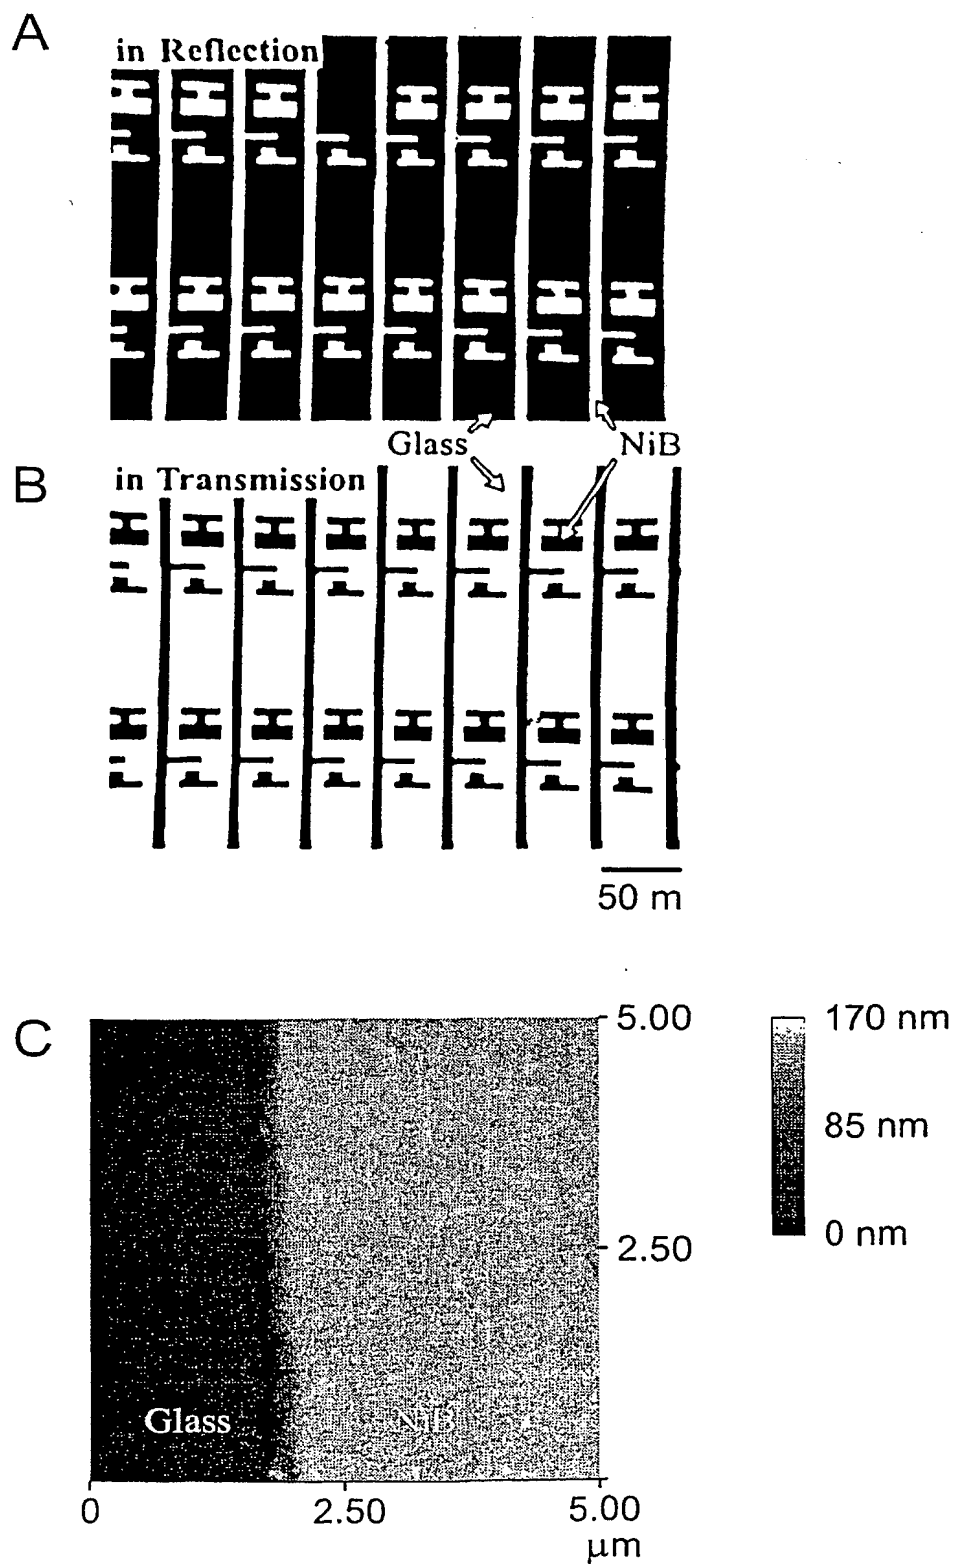 A
in Reflection
Glass
NiB
B
in Transmission
50 m
C
5.00
2.50
170 nm
85 nm
0 nm
Glass
NiB
0
2.50
5.00
μm